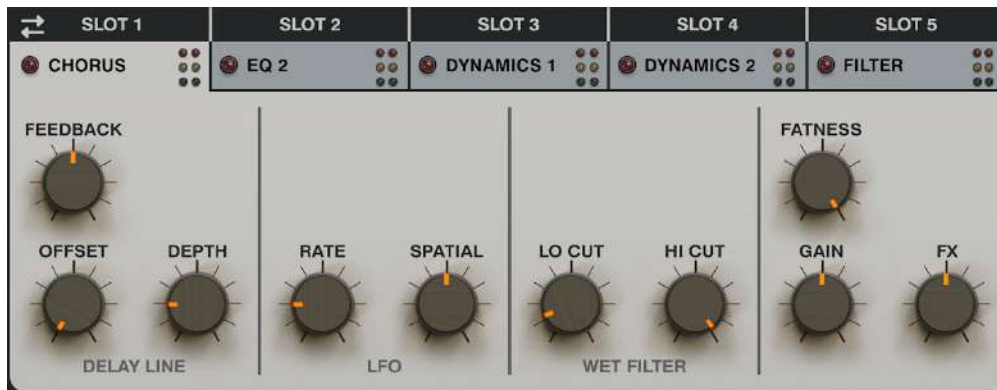 SLOT 1 SLOT 2 SLOT 3 SLOT 4 SLOT 5
CHORUS EQ 2 DYNAMICS 1 DYNAMICS 2 FILTER
FEEDBACK FATNESS
OFFSET DEPTH RATE SPATIAL LO CUT HI CUT GAIN FX
DELAY LINE LFO WET FILTER